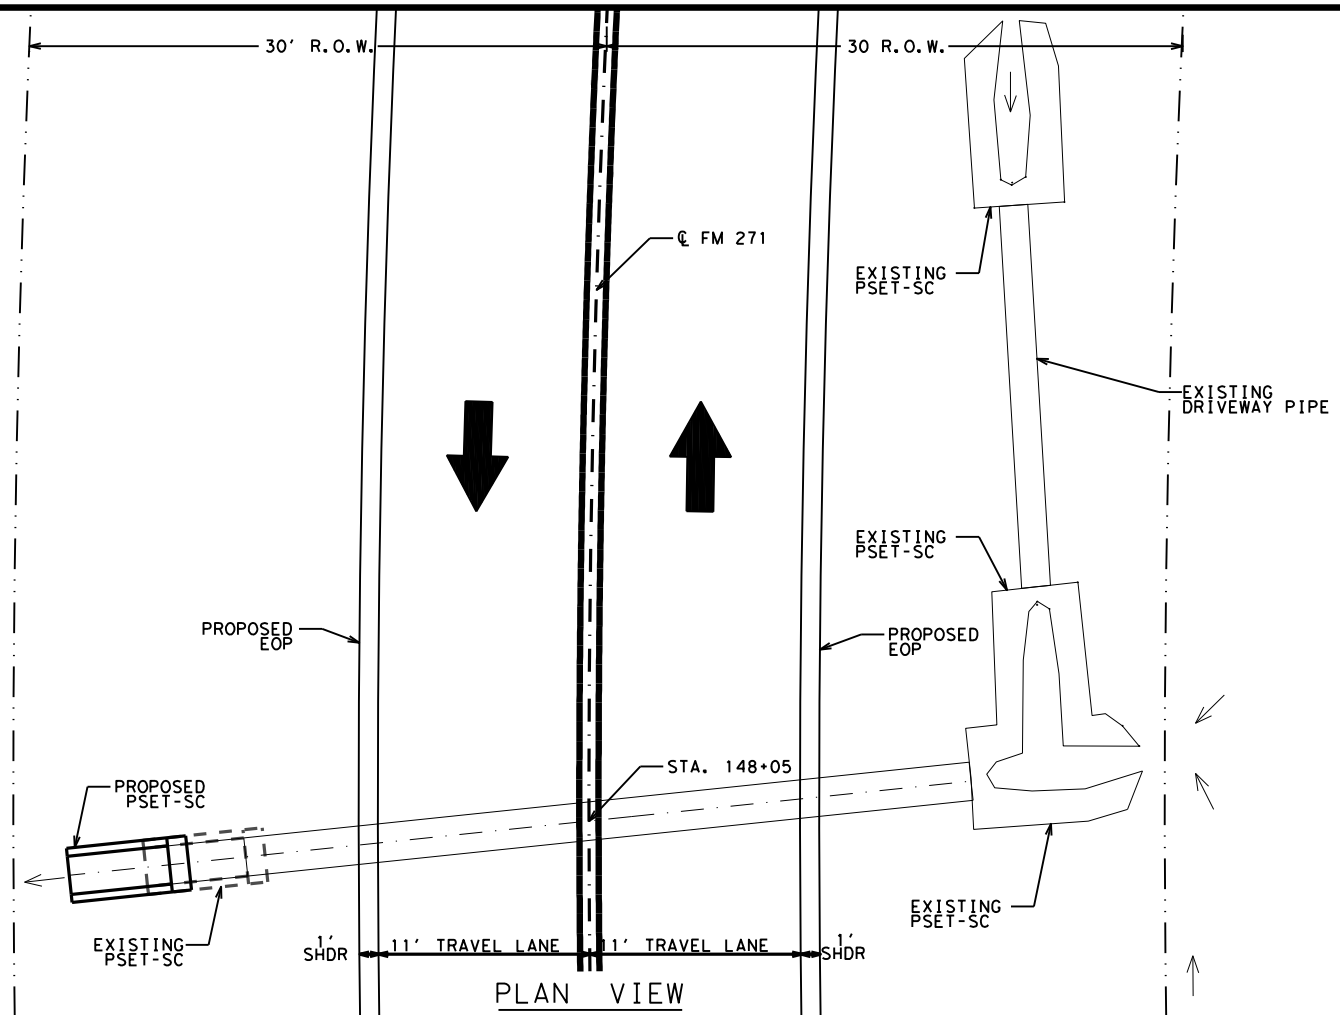 30' R.O.W.
30 R.O.W.
℄ FM 271
EXISTING
PSET-SC
EXISTING
DRIVEWAY PIPE
EXISTING
PSET-SC
PROPOSED
EOP
PROPOSED
EOP
STA. 148+05
PROPOSED
PSET-SC
EXISTING
PSET-SC
EXISTING
PSET-SC
1'
SHDR
11' TRAVEL LANE
11' TRAVEL LANE
1'
SHDR
PLAN VIEW